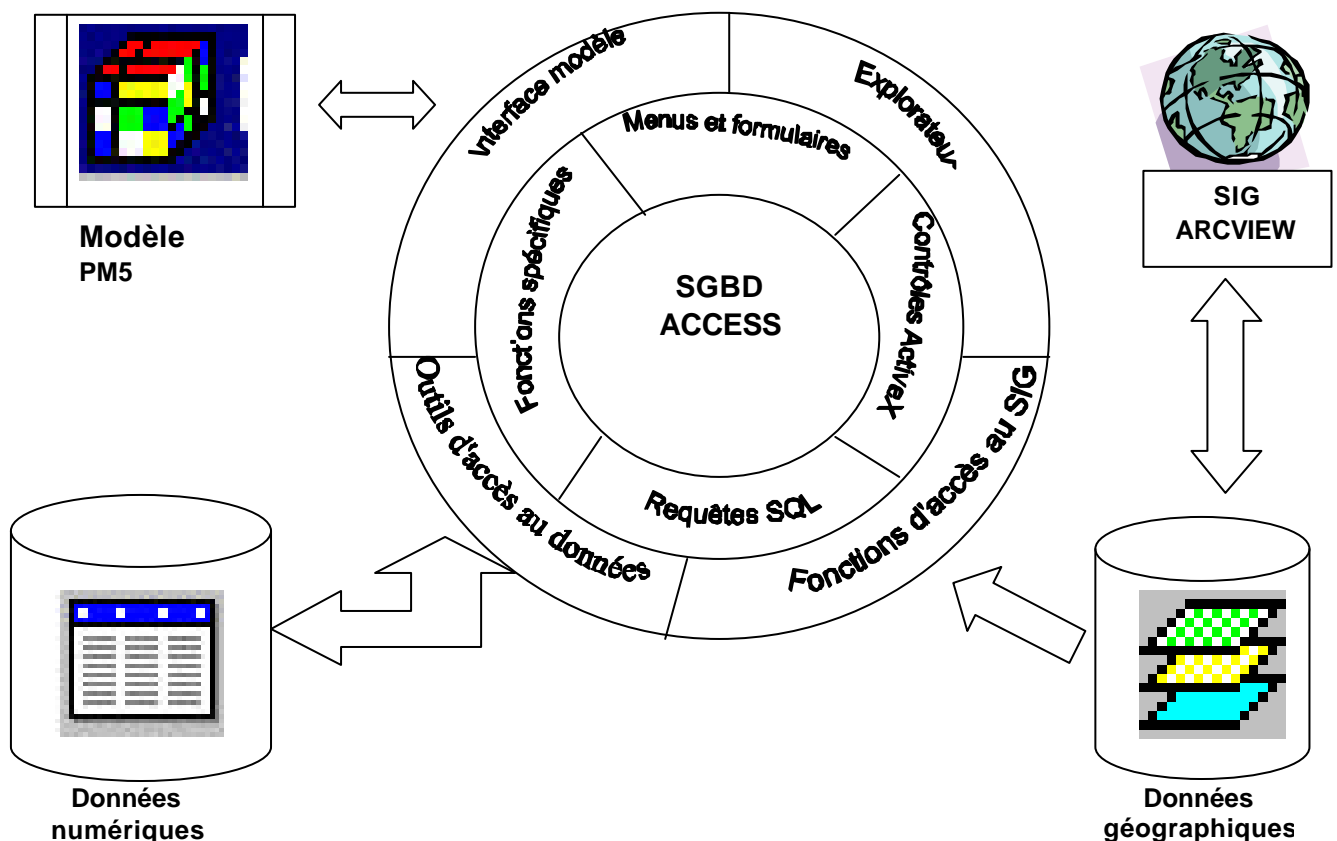 Interface modèle
Explorateur
Menus et formulaires
Fonctions spécifiques
Contrôles ActiveX
SGBD
ACCESS
Modèle
PM5
SIG
ARCVIEW
Outils d'accès au données
Requêtes SQL
Fonctions d'accès au SIG
Données
numériques
Données
géographiques